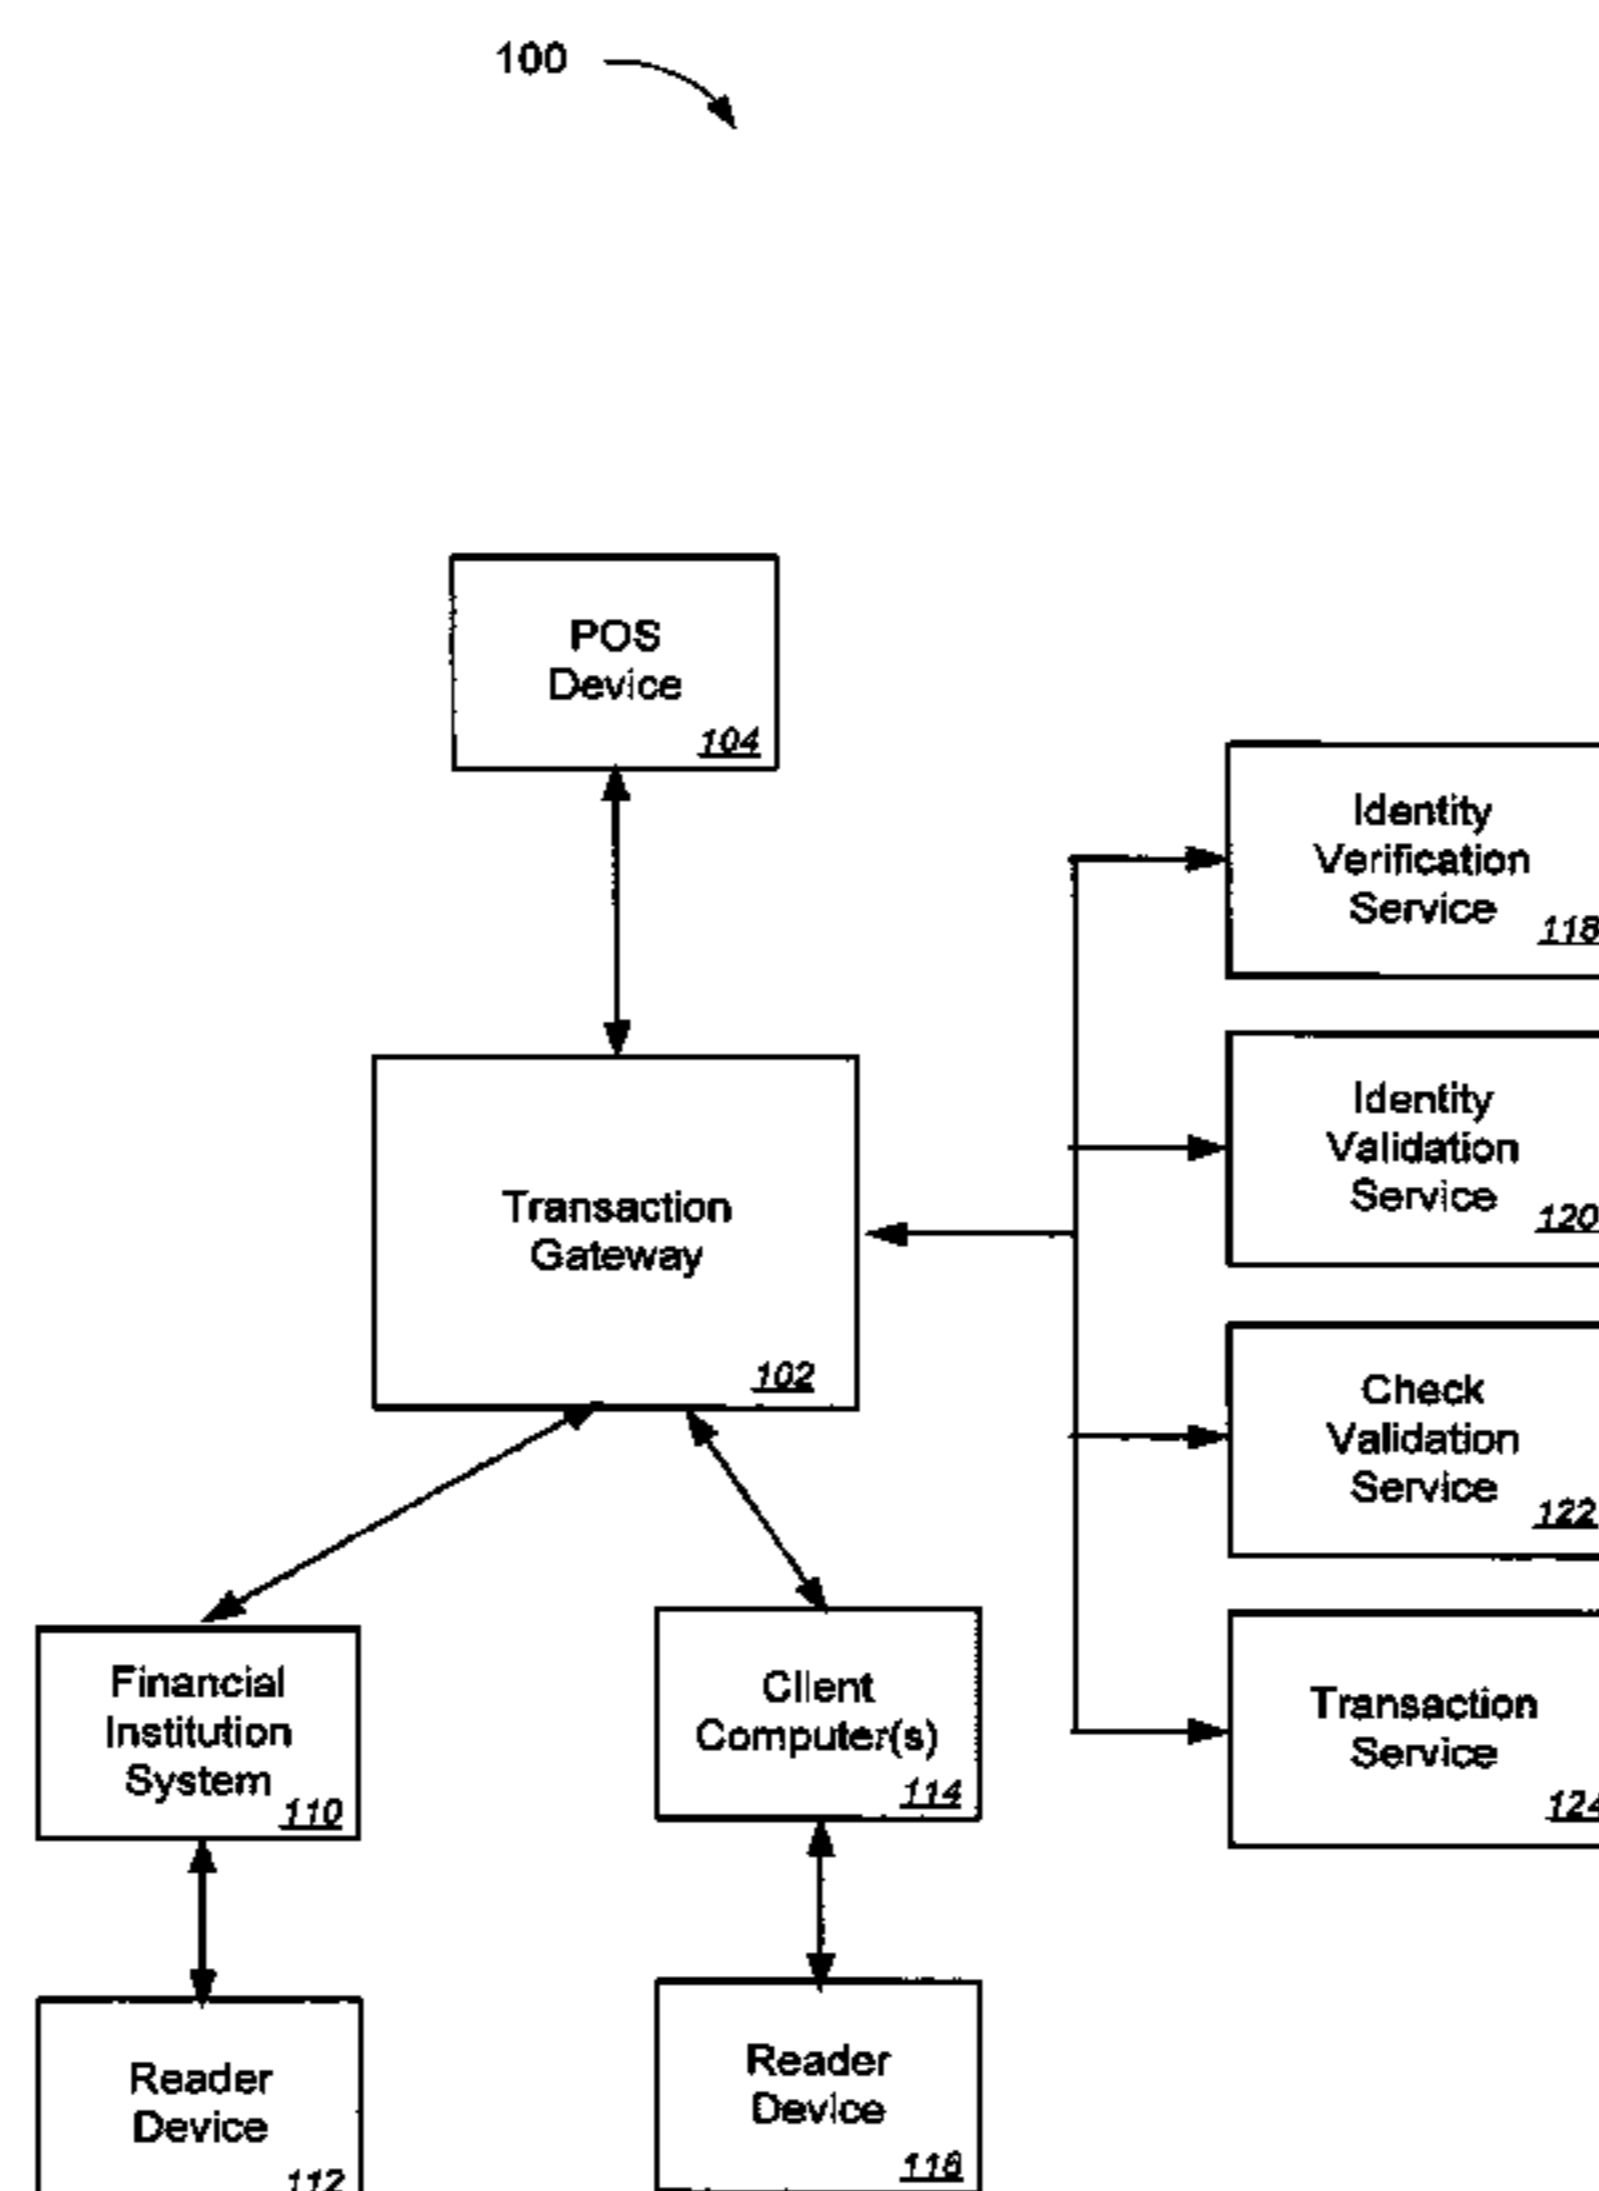 100
POS
Device
104
Identity
Verification
Service
118
Identity
Validation
Service
120
Transaction
Gateway
102
Check
Validation
Service
122
Financial
Institution
System
110
Client
Computer(s)
114
Transaction
Service
124
Reader
Device
112
Reader
Device
116